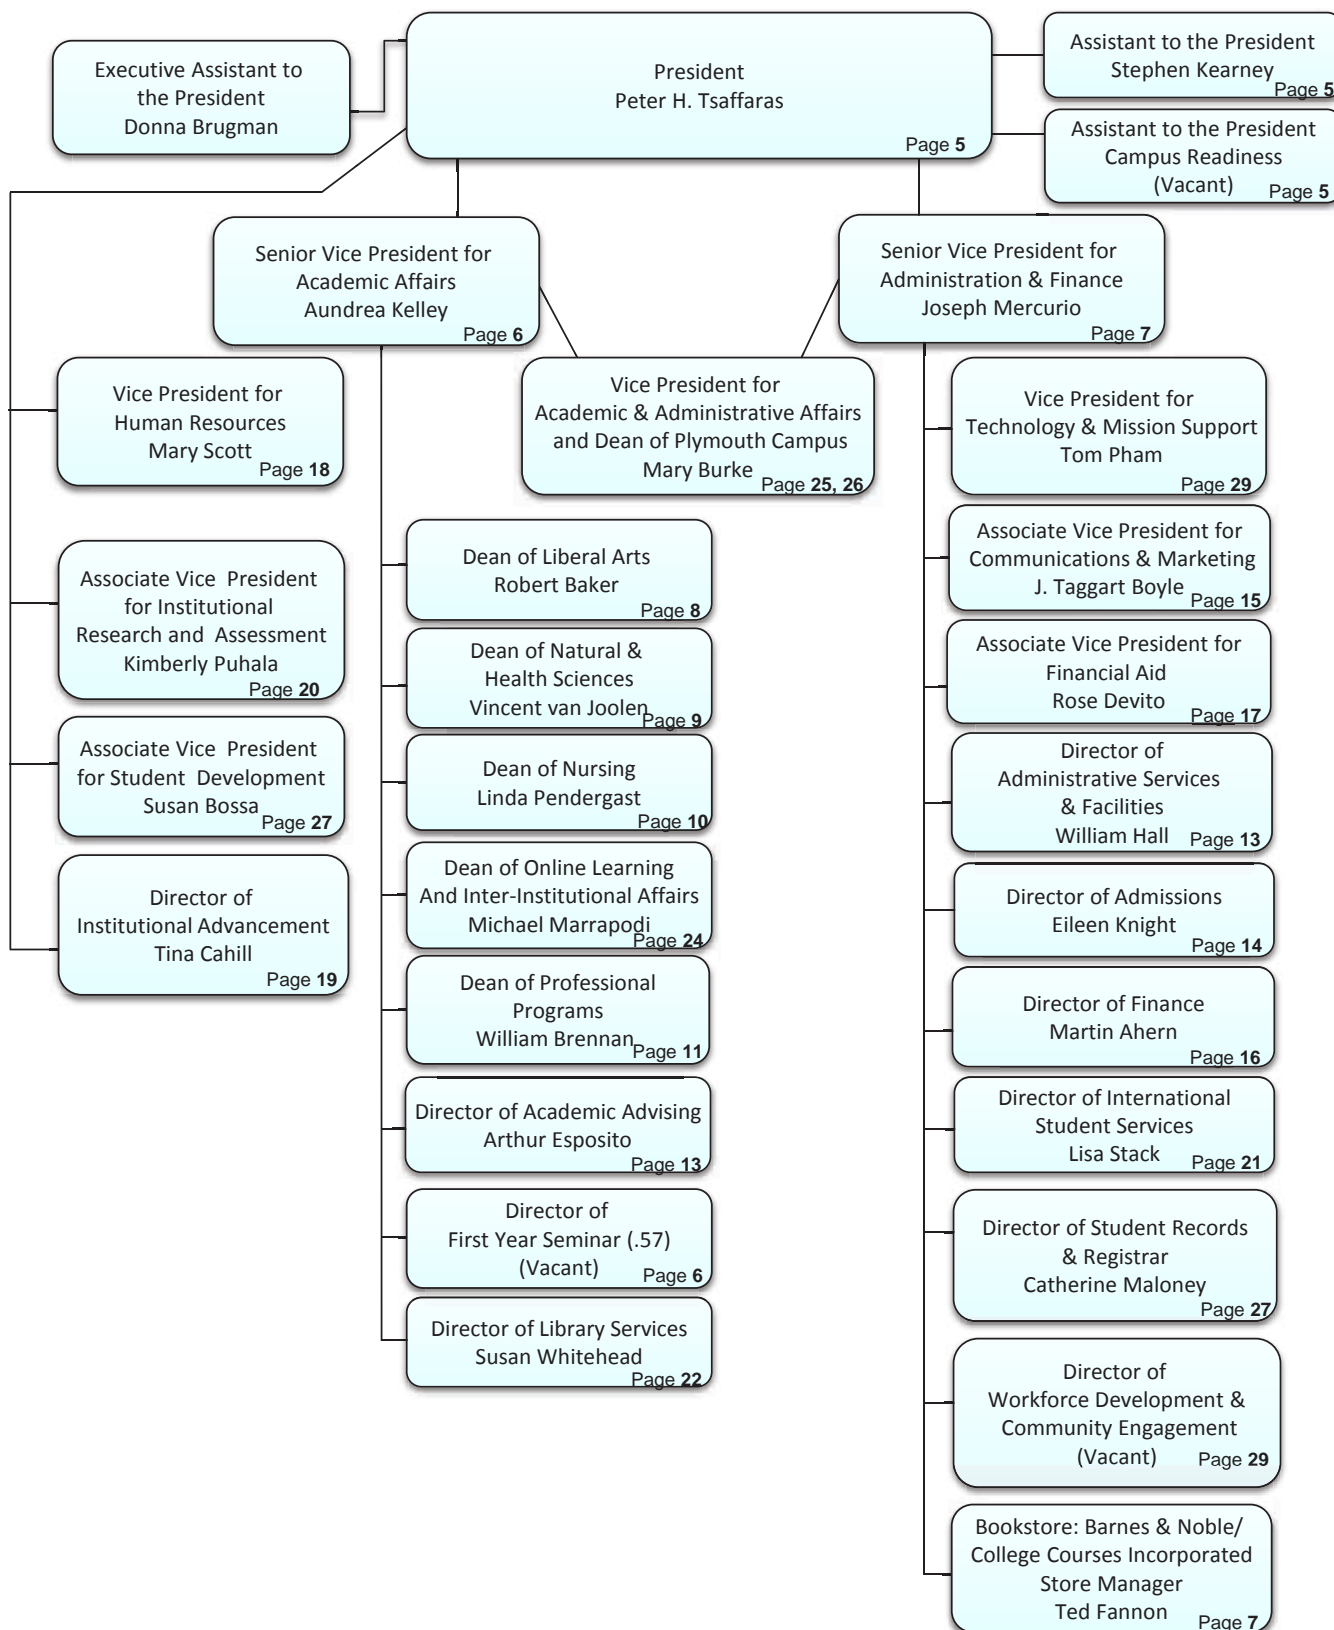 Executive Assistant to
the President
Donna Brugman
President
Peter H. Tsaffaras
Page 5
Assistant to the President
Stephen Kearney
Page 5
Assistant to the President
Campus Readiness
(Vacant)
Page 5
Senior Vice President for
Academic Affairs
Aundrea Kelley
Page 6
Senior Vice President for
Administration & Finance
Joseph Mercurio
Page 7
Vice President for
Human Resources
Mary Scott
Page 18
Vice President for
Academic & Administrative Affairs
and Dean of Plymouth Campus
Mary Burke
Page 25, 26
Vice President for
Technology & Mission Support
Tom Pham
Page 29
Associate Vice President
for Institutional
Research and Assessment
Kimberly Puhala
Page 20
Associate Vice President
for Student Development
Susan Bossa
Page 27
Director of
Institutional Advancement
Tina Cahill
Page 19
Dean of Liberal Arts
Robert Baker
Page 8
Dean of Natural &
Health Sciences
Vincent van Joolen
Page 9
Dean of Nursing
Linda Pendergast
Page 10
Dean of Online Learning
And Inter-Institutional Affairs
Michael Marrapodi
Page 24
Dean of Professional
Programs
William Brennan
Page 11
Director of Academic Advising
Arthur Esposito
Page 13
Director of
First Year Seminar (.57)
(Vacant)
Page 6
Director of Library Services
Susan Whitehead
Page 22
Associate Vice President for
Communications & Marketing
J. Taggart Boyle
Page 15
Associate Vice President for
Financial Aid
Rose Devito
Page 17
Director of
Administrative Services
& Facilities
William Hall
Page 13
Director of Admissions
Eileen Knight
Page 14
Director of Finance
Martin Ahern
Page 16
Director of International
Student Services
Lisa Stack
Page 21
Director of Student Records
& Registrar
Catherine Maloney
Page 27
Director of
Workforce Development &
Community Engagement
(Vacant)
Page 29
Bookstore: Barnes & Noble/
College Courses Incorporated
Store Manager
Ted Fannon
Page 7